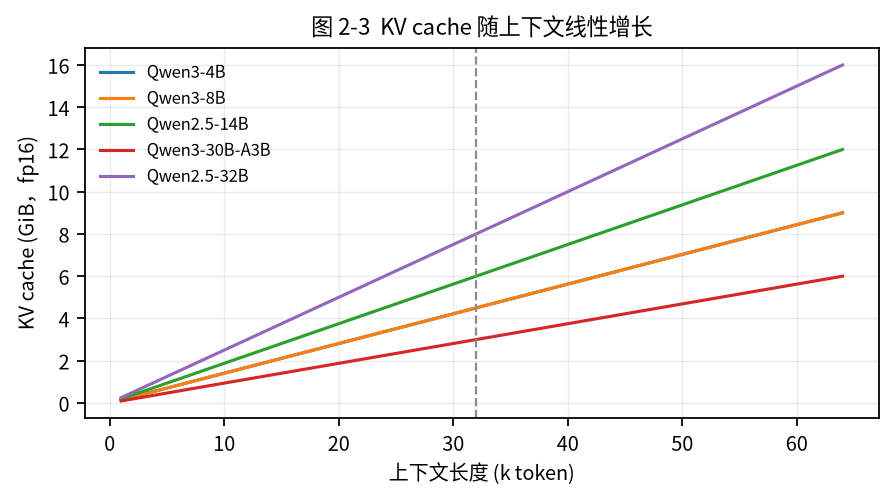 图 2-3 KV cache 随上下文线性增长
KV cache (GiB，fp16)
16
14
12
10
8
6
4
2
0
Qwen3-4B
Qwen3-8B
Qwen2.5-14B
Qwen3-30B-A3B
Qwen2.5-32B
0 10 20 30 40 50 60
上下文长度 (k token)